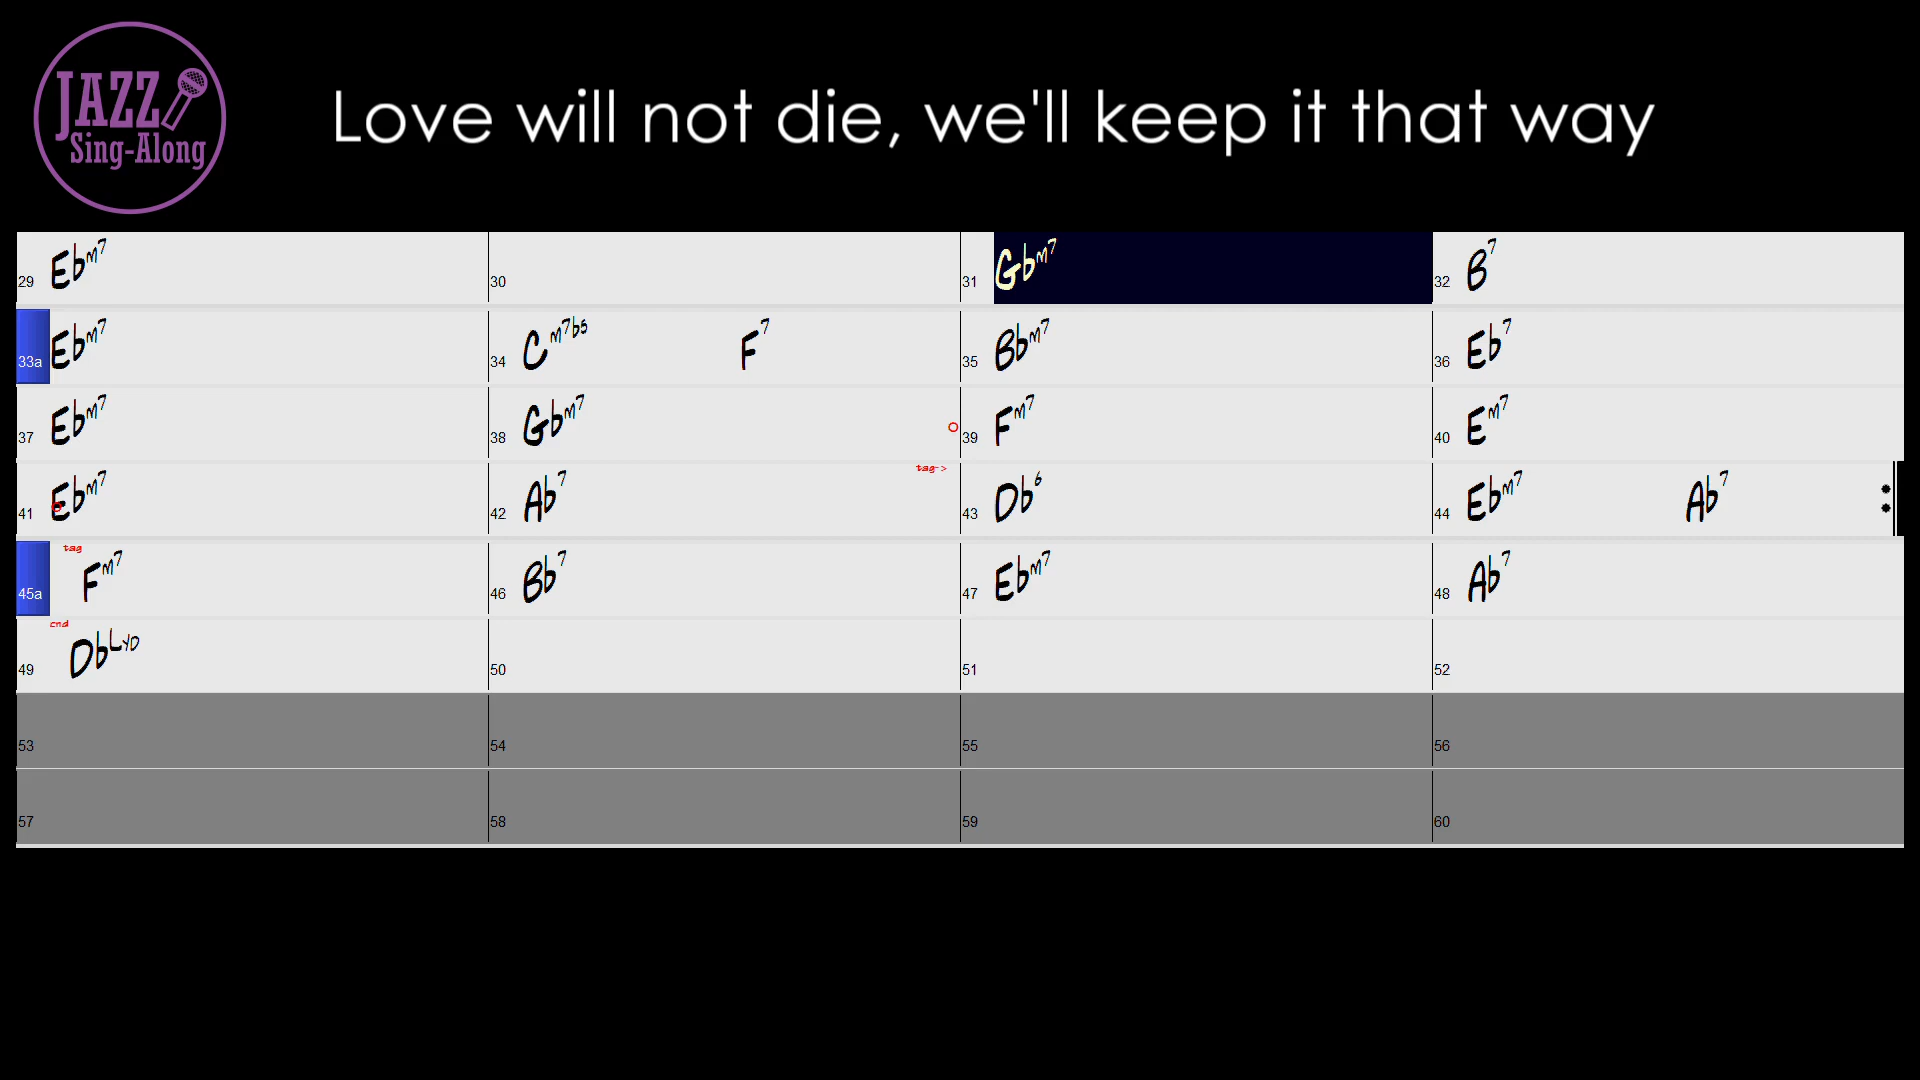 JAZZ
Sing-Along
Love will not die, we'll keep it that way
29 Ebm7 30 31 Gbm7 32 B7
33a Ebm7 34 Cm7b5 F7 35 Bbm7 36 Eb7
37 Ebm7 38 Gbm7 39 Fm7 40 Em7
tag->
41 Ebm7 42 Ab7 43 Db6 44 Ebm7 Ab7
tag
45a Fm7 46 Bb7 47 Ebm7 48 Ab7
end
49 DbLyd 50 51 52
53 54 55 56
57 58 59 60